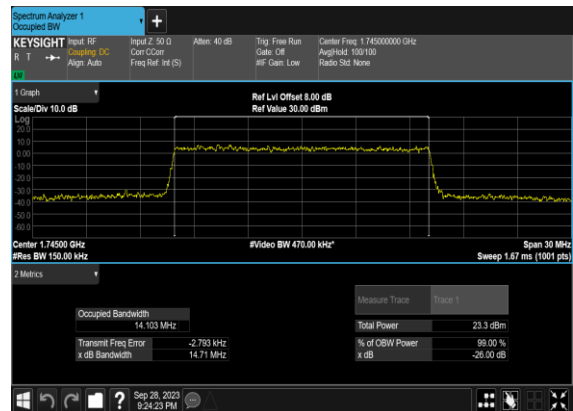 Spectrum Analyzer 1
Occupied BW
+
KEYSIGHT
R T
LW
Input: RF
Coupling: DC
Align: Auto
Input Z: 50 Ω
Corr CCorr
Freq Ref: Int (S)
Atten: 40 dB
Trig: Free Run
Gate: Off
#IF Gain: Low
Center Freq: 1.745000000 GHz
Avg|Hold: 100/100
Radio Std: None
1 Graph
Scale/Div 10.0 dB
Ref Lvl Offset 8.00 dB
Ref Value 30.00 dBm
Log
20.0
10.0
0.00
-10.0
-20.0
-30.0
-40.0
-50.0
-60.0
Center 1.74500 GHz
#Res BW 150.00 kHz
#Video BW 470.00 kHz*
Span 30 MHz
Sweep 1.67 ms (1001 pts)
2 Metrics
Measure Trace Trace 1
Occupied Bandwidth
14.103 MHz
Total Power 23.3 dBm
Transmit Freq Error -2.793 kHz
% of OBW Power 99.00 %
x dB Bandwidth 14.71 MHz
x dB -26.00 dB
?
Sep 28, 2023
9:24:23 PM